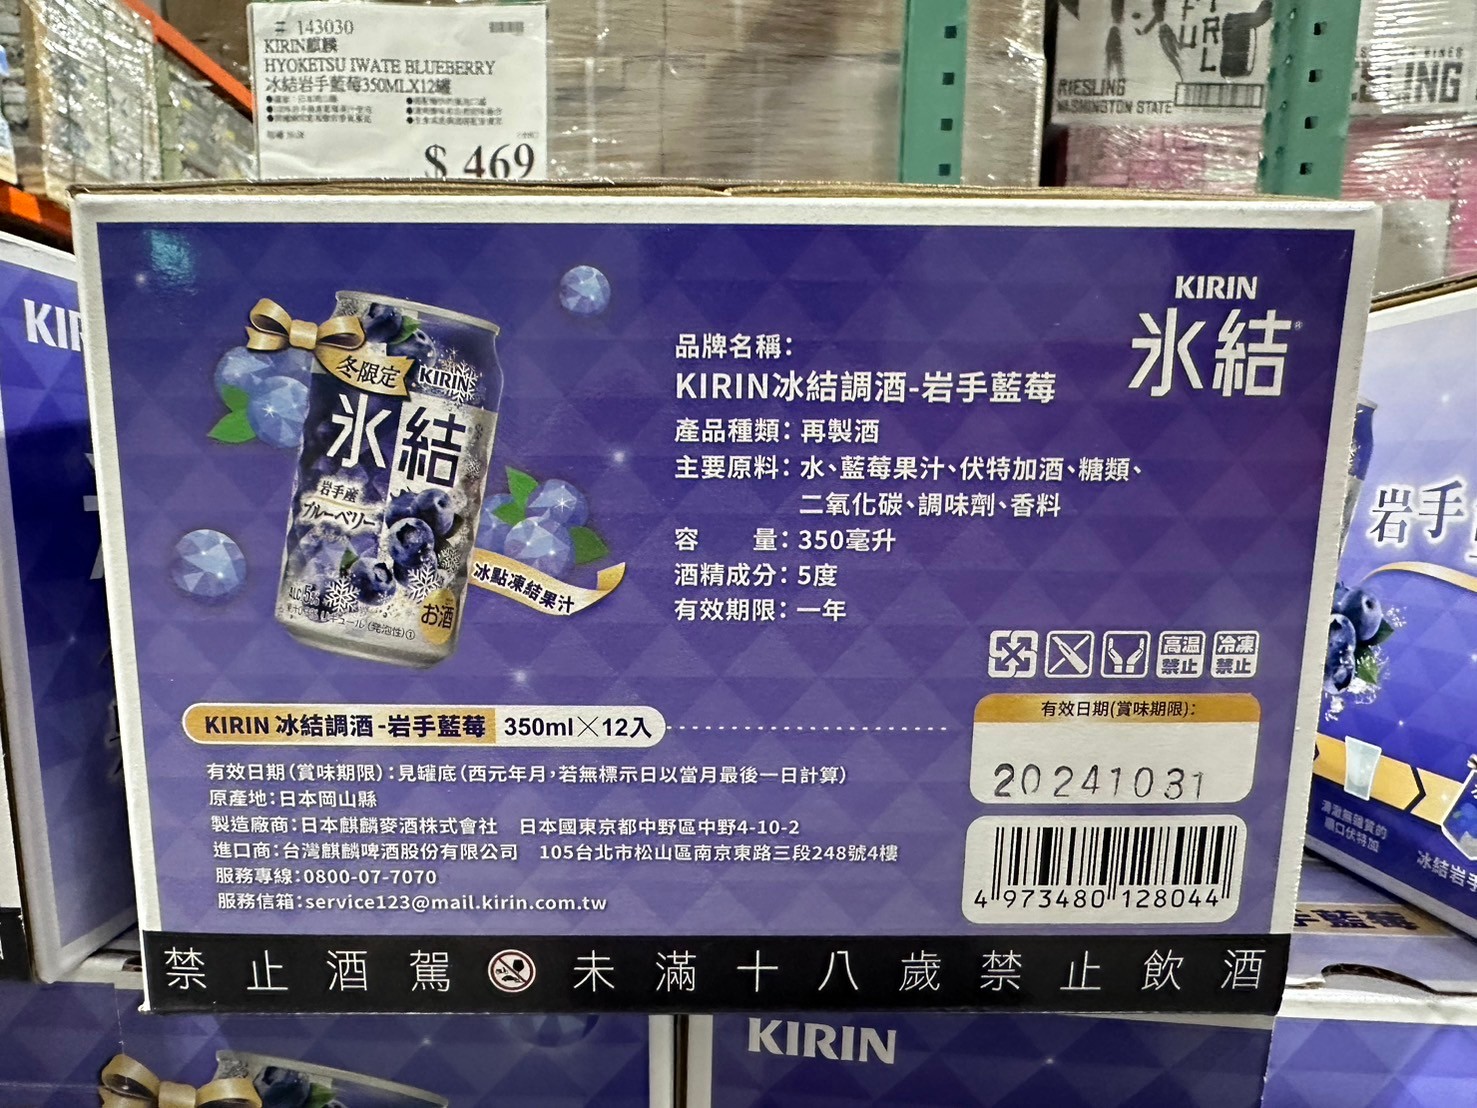 # 143030
KIRIN麒麟
HYOKETSU IWATE BLUEBERRY
冰結岩手藍莓350MLX12罐
$ 469
RIESLING
WASHINGTON STATE
KIRIN
氷結
冬限定
KIRIN
氷結
岩手産
ブルーベリー
ALC.5%
お酒
冰點凍結果汁
品牌名稱：
KIRIN冰結調酒-岩手藍莓
產品種類：再製酒
主要原料：水、藍莓果汁、伏特加酒、糖類、
二氧化碳、調味劑、香料
容 量：350毫升
酒精成分：5度
有效期限：一年
高溫禁止
冷凍禁止
KIRIN 冰結調酒-岩手藍莓 350ml×12入
有效日期(賞味期限)：
20241031
有效日期(賞味期限)：見罐底(西元年月，若無標示日以當月最後一日計算)
原產地：日本岡山縣
製造廠商：日本麒麟麥酒株式會社 日本國東京都中野區中野4-10-2
進口商：台灣麒麟啤酒股份有限公司 105台北市松山區南京東路三段248號4樓
服務專線：0800-07-7070
服務信箱：service123@mail.kirin.com.tw
4 973480 128044
禁止酒駕 未滿十八歲禁止飲酒
岩手
冰結岩手
KIRIN